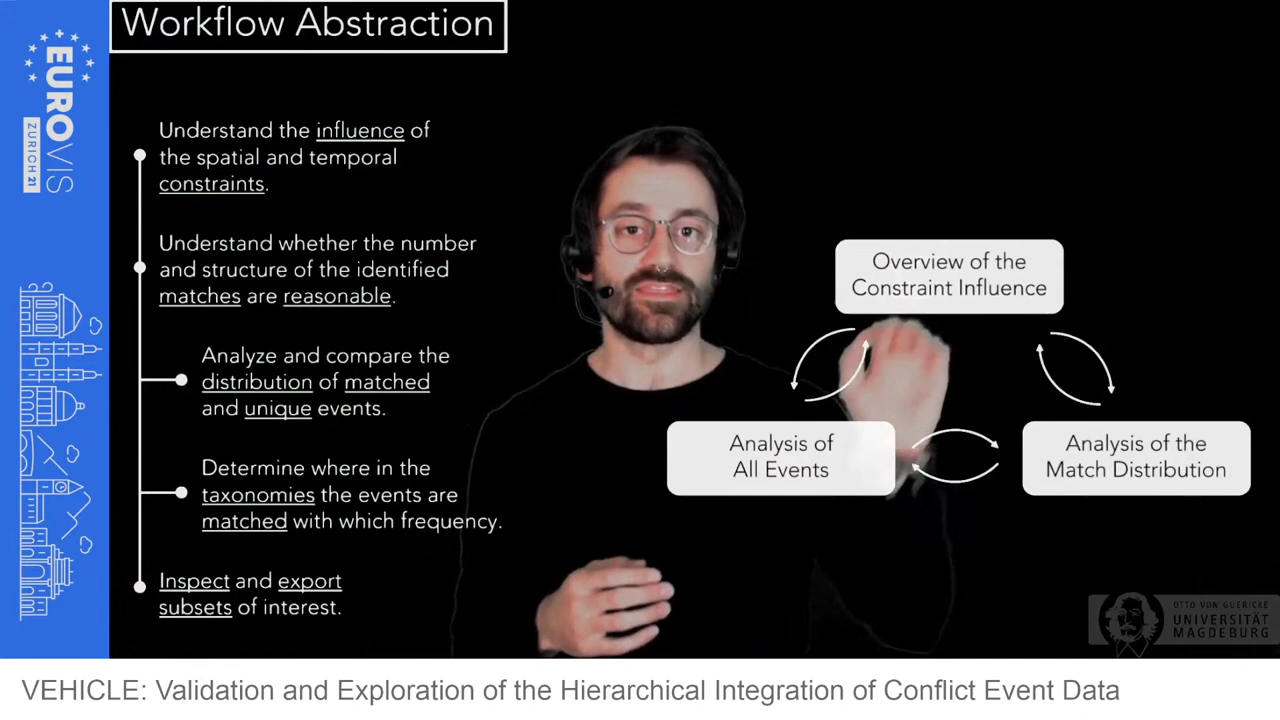 Workflow Abstraction
EUROVIS
ZURICH 21
Understand the influence of
the spatial and temporal
constraints.
Understand whether the number
and structure of the identified
matches are reasonable.
Analyze and compare the
distribution of matched
and unique events.
Determine where in the
taxonomies the events are
matched with which frequency.
Inspect and export
subsets of interest.
Overview of the
Constraint Influence
Analysis of
All Events
Analysis of the
Match Distribution
OTTO VON GUERICKE
UNIVERSITÄT
MAGDEBURG
VEHICLE: Validation and Exploration of the Hierarchical Integration of Conflict Event Data